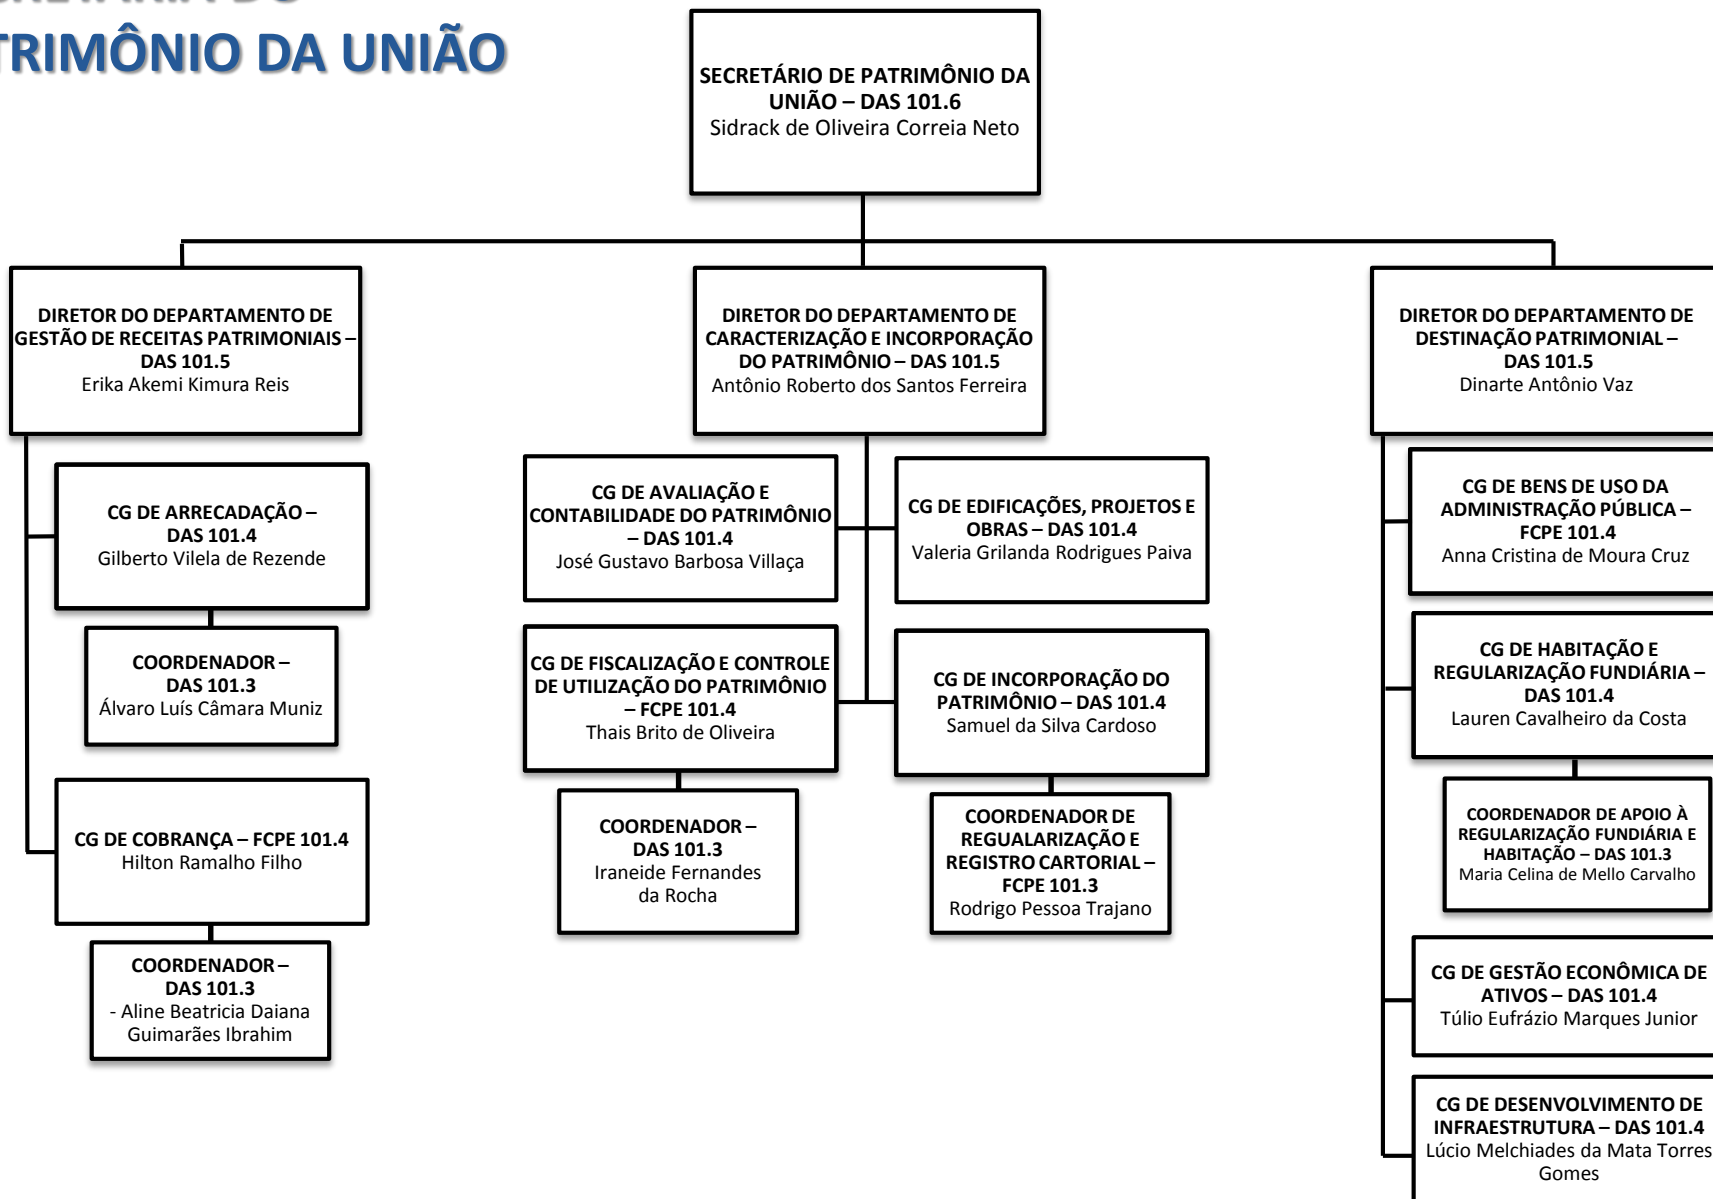 TRIMÔNIO DA UNIÃO
SECRETÁRIO DE PATRIMÔNIO DA
UNIÃO – DAS 101.6
Sidrack de Oliveira Correia Neto
DIRETOR DO DEPARTAMENTO DE
GESTÃO DE RECEITAS PATRIMONIAIS –
DAS 101.5
Erika Akemi Kimura Reis
CG DE ARRECADAÇÃO –
DAS 101.4
Gilberto Vilela de Rezende
COORDENADOR –
DAS 101.3
Álvaro Luís Câmara Muniz
CG DE COBRANÇA – FCPE 101.4
Hilton Ramalho Filho
COORDENADOR –
DAS 101.3
- Aline Beatricia Daiana
Guimarães Ibrahim
DIRETOR DO DEPARTAMENTO DE
CARACTERIZAÇÃO E INCORPORAÇÃO
DO PATRIMÔNIO – DAS 101.5
Antônio Roberto dos Santos Ferreira
CG DE AVALIAÇÃO E
CONTABILIDADE DO PATRIMÔNIO
– DAS 101.4
José Gustavo Barbosa Villaça
CG DE EDIFICAÇÕES, PROJETOS E
OBRAS – DAS 101.4
Valeria Grilanda Rodrigues Paiva
CG DE FISCALIZAÇÃO E CONTROLE
DE UTILIZAÇÃO DO PATRIMÔNIO
– FCPE 101.4
Thais Brito de Oliveira
COORDENADOR –
DAS 101.3
Iraneide Fernandes
da Rocha
CG DE INCORPORAÇÃO DO
PATRIMÔNIO – DAS 101.4
Samuel da Silva Cardoso
COORDENADOR DE
REGUALARIZAÇÃO E
REGISTRO CARTORIAL –
FCPE 101.3
Rodrigo Pessoa Trajano
DIRETOR DO DEPARTAMENTO DE
DESTINAÇÃO PATRIMONIAL –
DAS 101.5
Dinarte Antônio Vaz
CG DE BENS DE USO DA
ADMINISTRAÇÃO PÚBLICA –
FCPE 101.4
Anna Cristina de Moura Cruz
CG DE HABITAÇÃO E
REGULARIZAÇÃO FUNDIÁRIA –
DAS 101.4
Lauren Cavalheiro da Costa
COORDENADOR DE APOIO À
REGULARIZAÇÃO FUNDIÁRIA E
HABITAÇÃO – DAS 101.3
Maria Celina de Mello Carvalho
CG DE GESTÃO ECONÔMICA DE
ATIVOS – DAS 101.4
Túlio Eufrázio Marques Junior
CG DE DESENVOLVIMENTO DE
INFRAESTRUTURA – DAS 101.4
Lúcio Melchiades da Mata Torres
Gomes